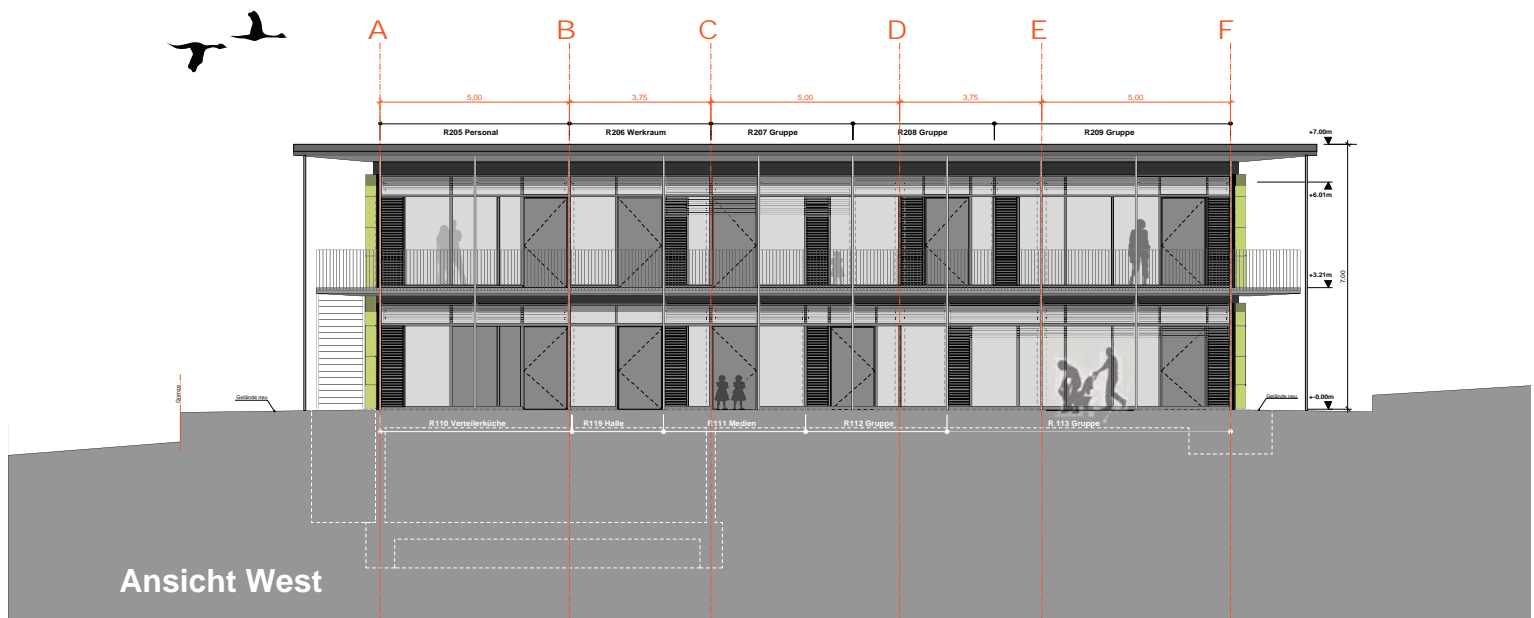 A B C D E F
5,00 3,75 5,00 3,75 5,00
R205 Personal R206 Werkraum R207 Gruppe R208 Gruppe R209 Gruppe
+7.00m
+6.01m
+3.21m
7,00
Grenze
Gelände neu
Gelände neu
+-0.00m
R110 Verteilerküche R119 Halle R111 Medien R112 Gruppe R 113 Gruppe
Ansicht West